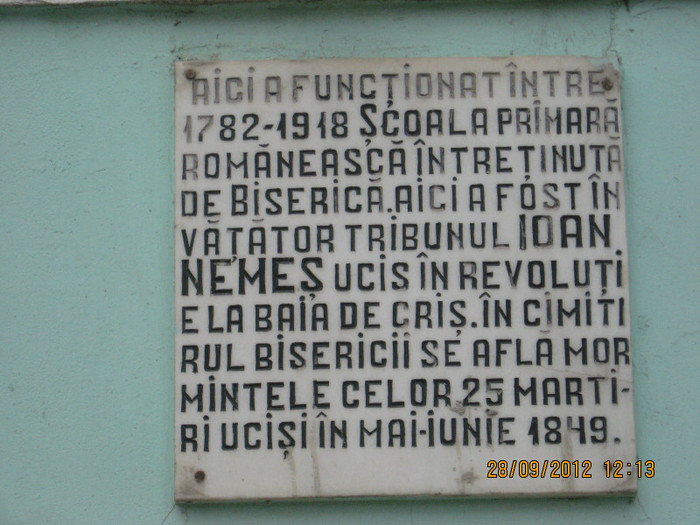 AICI A FUNCȚIONAT ÎNTRE
1782-1918 ȘCOALA PRIMARĂ
ROMÂNEASCĂ ÎNTREȚINUTĂ
DE BISERICĂ. AICI A FOST ÎN
VĂȚĂTOR TRIBUNUL IOAN
NEMEȘ UCIS ÎN REVOLUȚI
E LA BAIA DE CRIȘ. ÎN CIMITI
RUL BISERICII SE AFLĂ MOR
MINTELE CELOR 25 MARTI-
RI UCIȘI ÎN MAI-IUNIE 1849.
28/09/2012 12:13